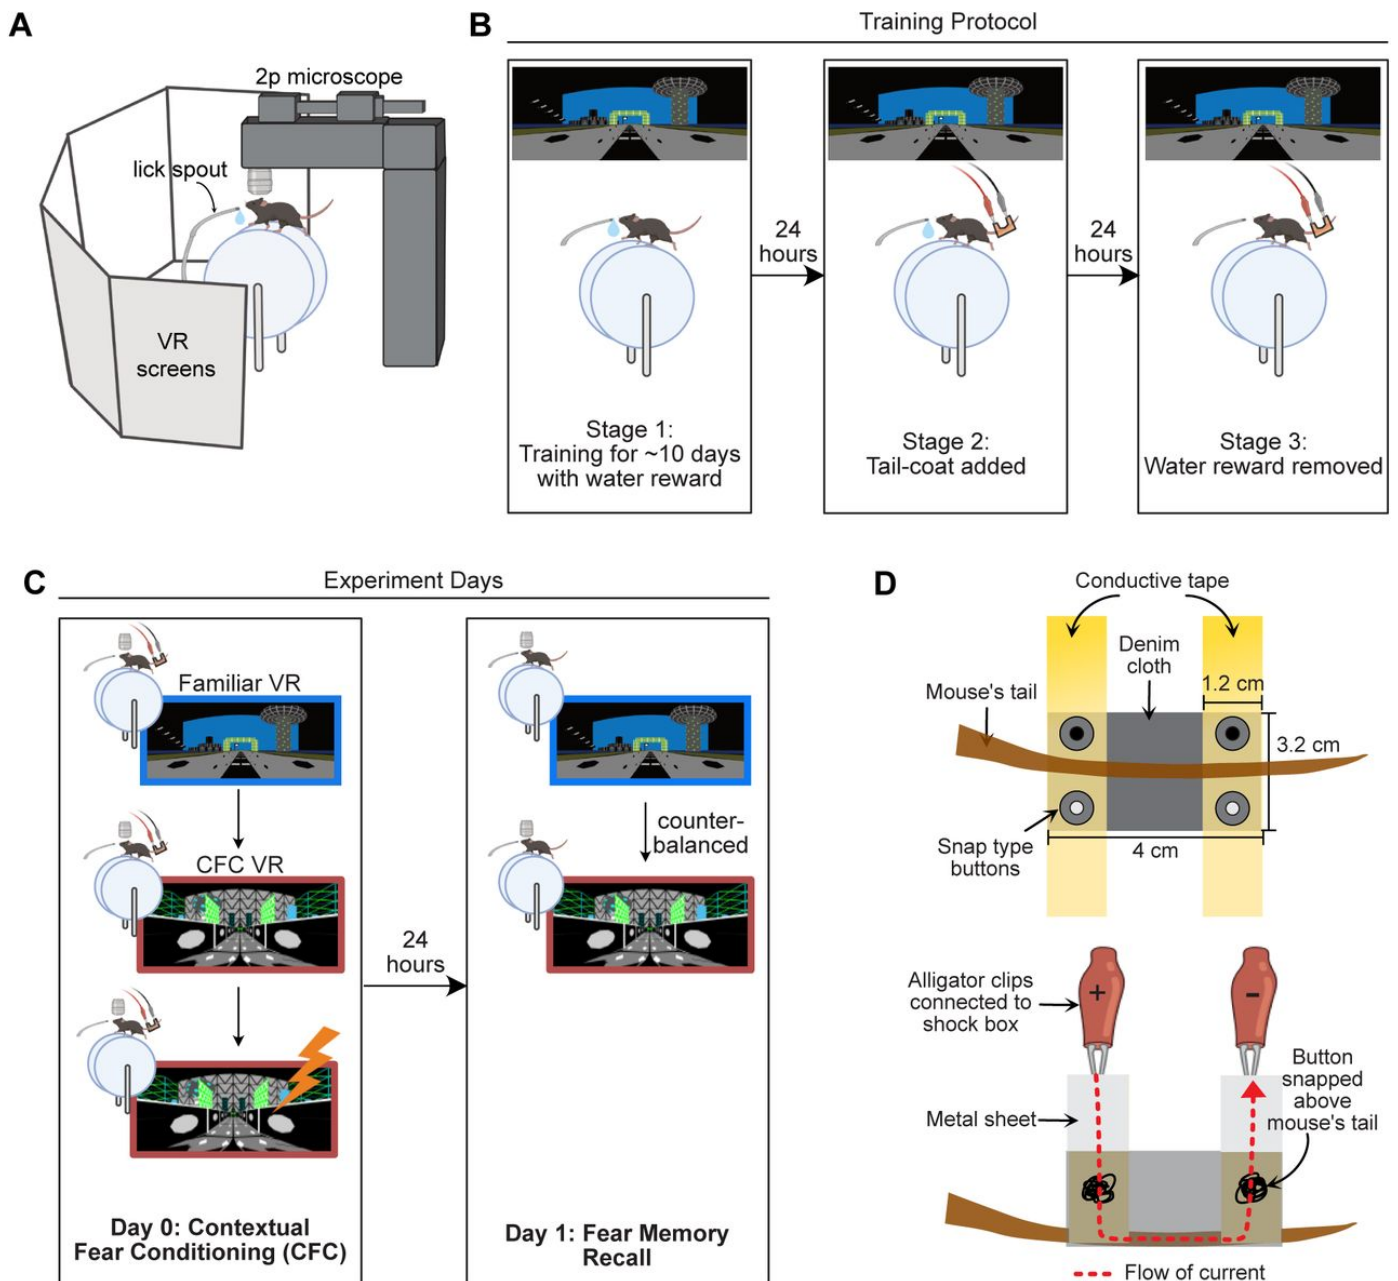 A
2p microscope
lick spout
VR
screens
B
Training Protocol
24
hours
24
hours
Stage 1:
Training for ~10 days
with water reward
Stage 2:
Tail-coat added
Stage 3:
Water reward removed
C
Experiment Days
Familiar VR
CFC VR
24
hours
counter-
balanced
Day 0: Contextual
Fear Conditioning (CFC)
Day 1: Fear Memory
Recall
D
Conductive tape
Denim
cloth
Mouse's tail
1.2 cm
3.2 cm
Snap type
buttons
4 cm
Alligator clips
connected to
shock box
+
-
Button
snapped
above
mouse's tail
Metal sheet
Flow of current